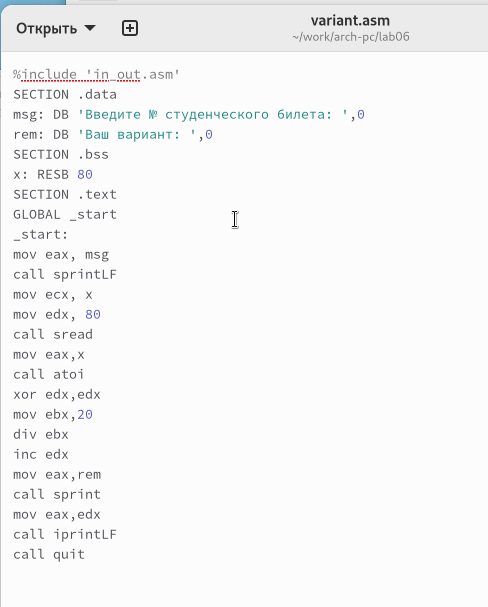 Открыть
variant.asm
~/work/arch-pc/lab06
%include 'in_out.asm'
SECTION .data
msg: DB 'Введите № студенческого билета: ',0
rem: DB 'Ваш вариант: ',0
SECTION .bss
x: RESB 80
SECTION .text
GLOBAL _start
_start:
mov eax, msg
call sprintLF
mov ecx, x
mov edx, 80
call sread
mov eax,x
call atoi
xor edx,edx
mov ebx,20
div ebx
inc edx
mov eax,rem
call sprint
mov eax,edx
call iprintLF
call quit